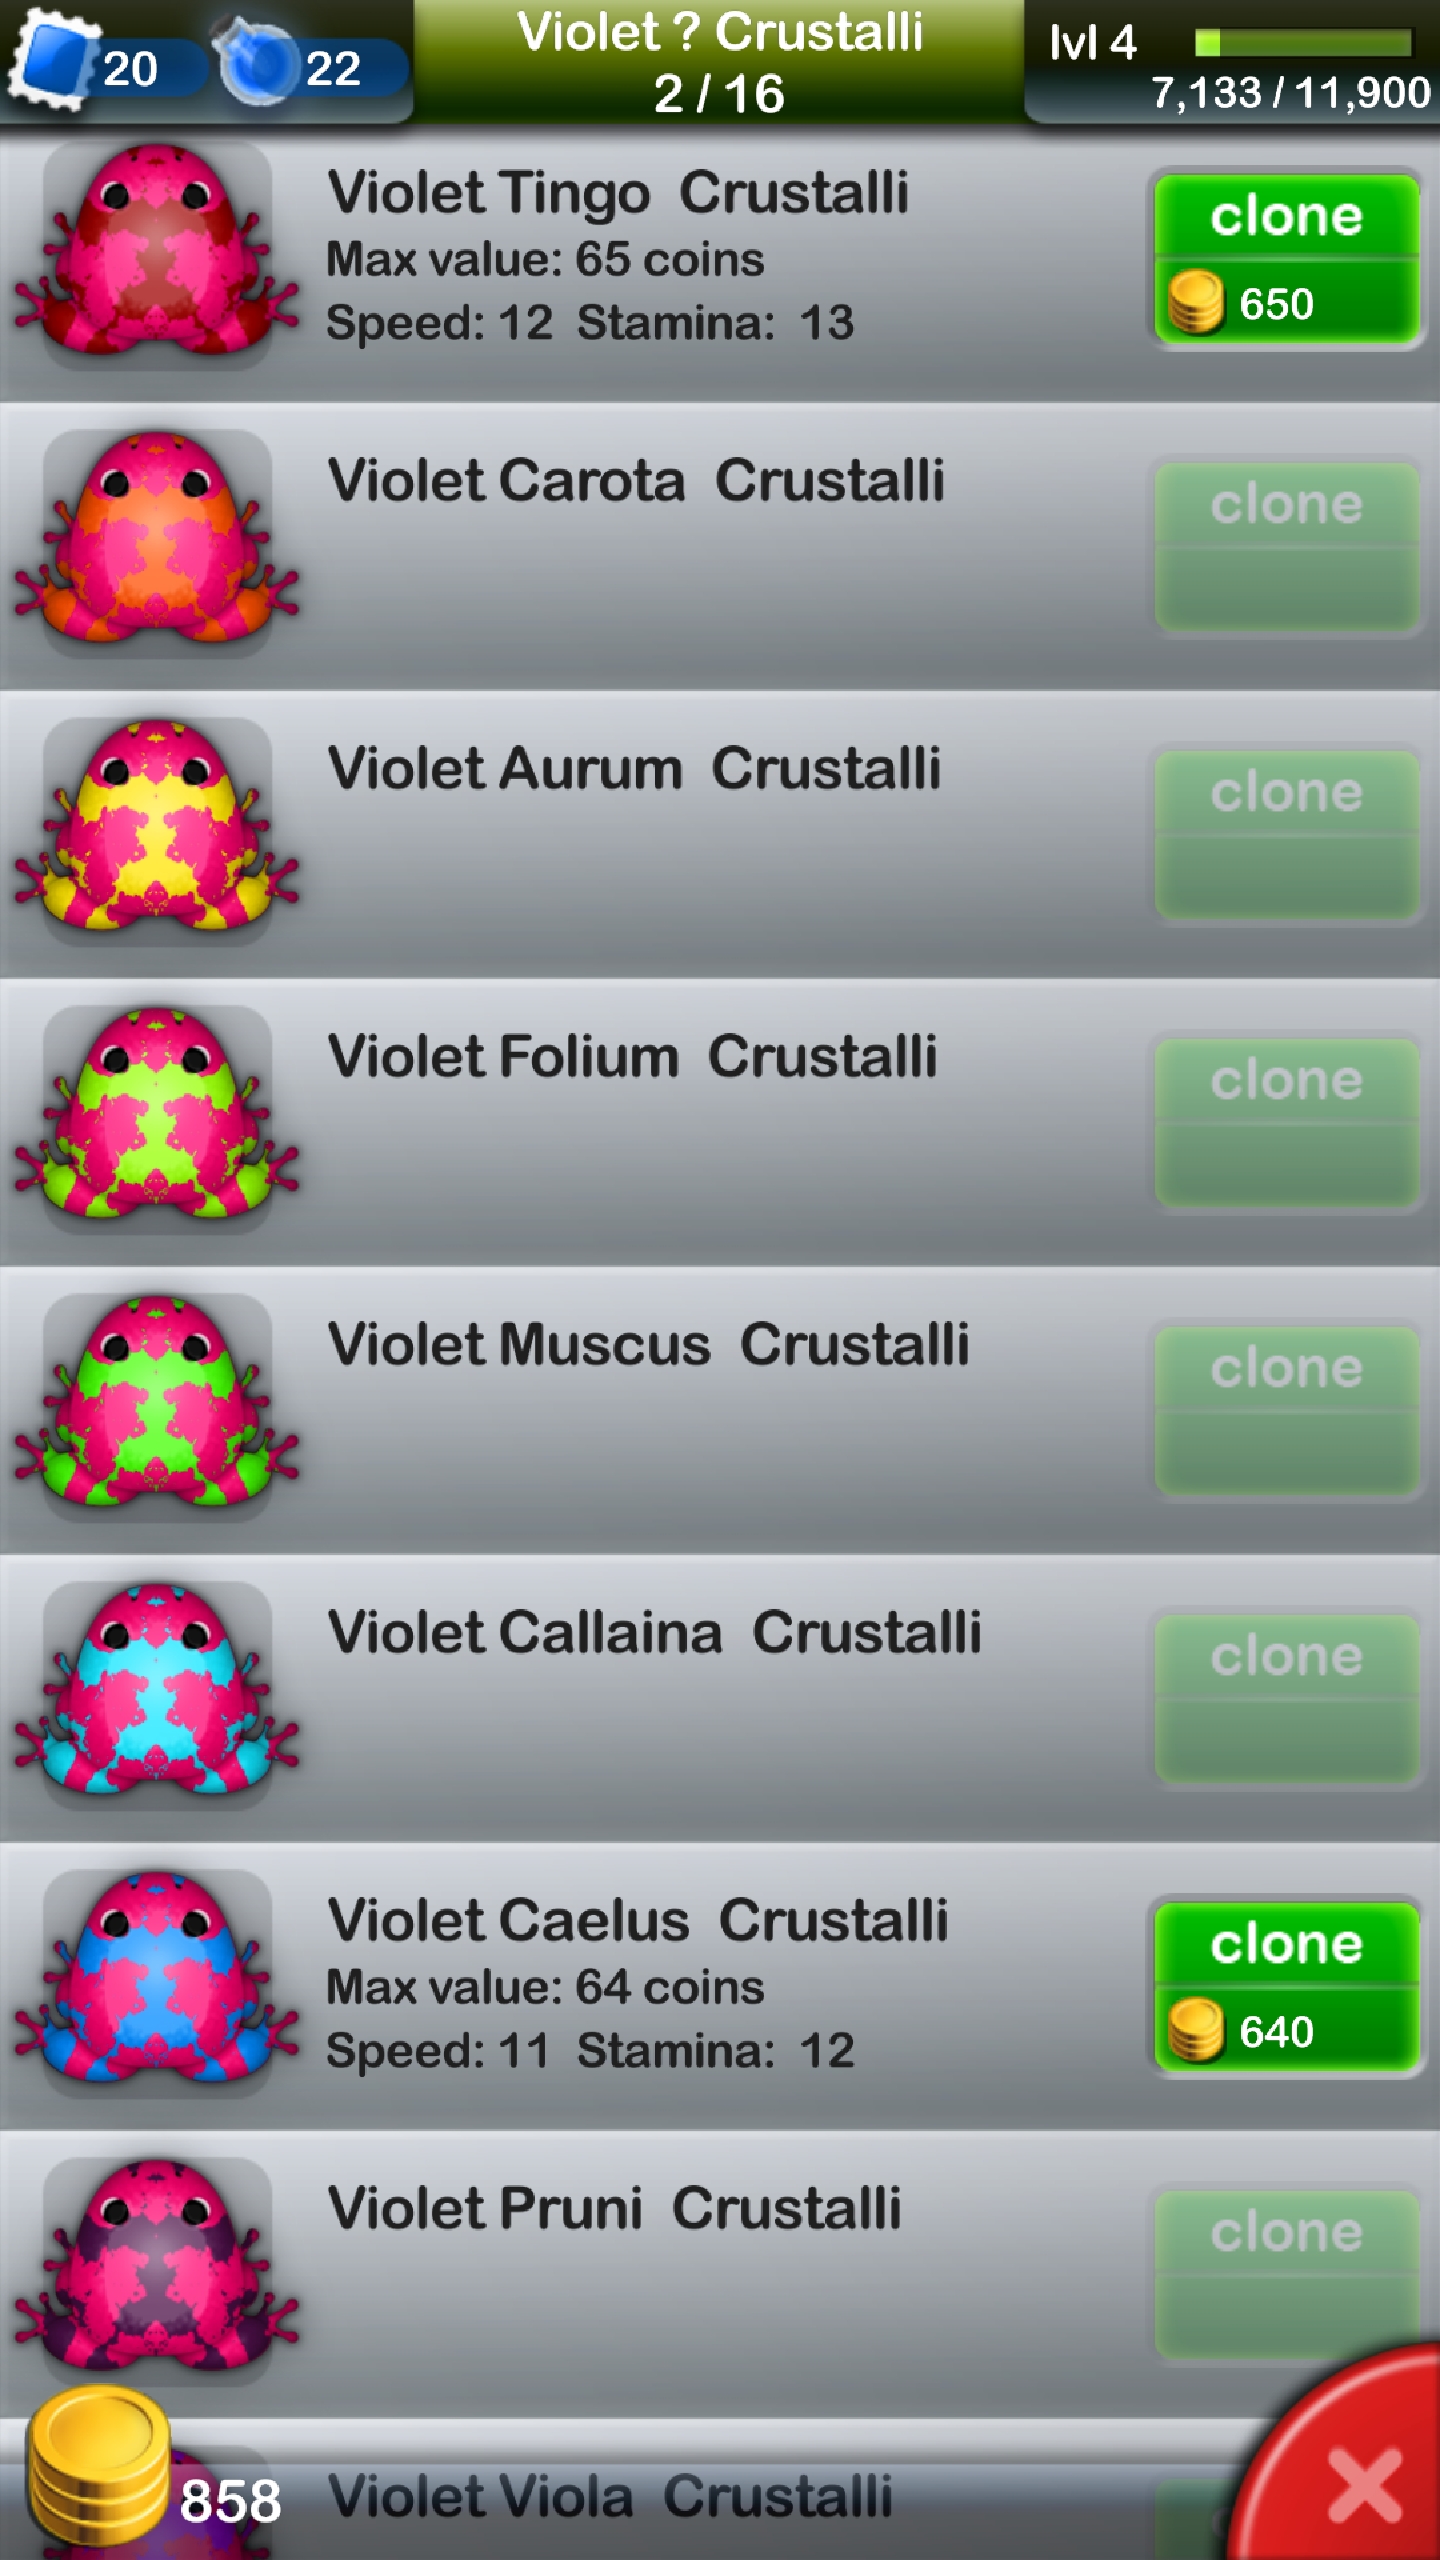 20
22
Violet ? Crustalli
2 / 16
lvl 4
7,133 / 11,900
Violet Tingo Crustalli
Max value: 65 coins
Speed: 12 Stamina: 13
clone
650
Violet Carota Crustalli
clone
Violet Aurum Crustalli
clone
Violet Folium Crustalli
clone
Violet Muscus Crustalli
clone
Violet Callaina Crustalli
clone
Violet Caelus Crustalli
Max value: 64 coins
Speed: 11 Stamina: 12
clone
640
Violet Pruni Crustalli
clone
858
Violet Viola Crustalli